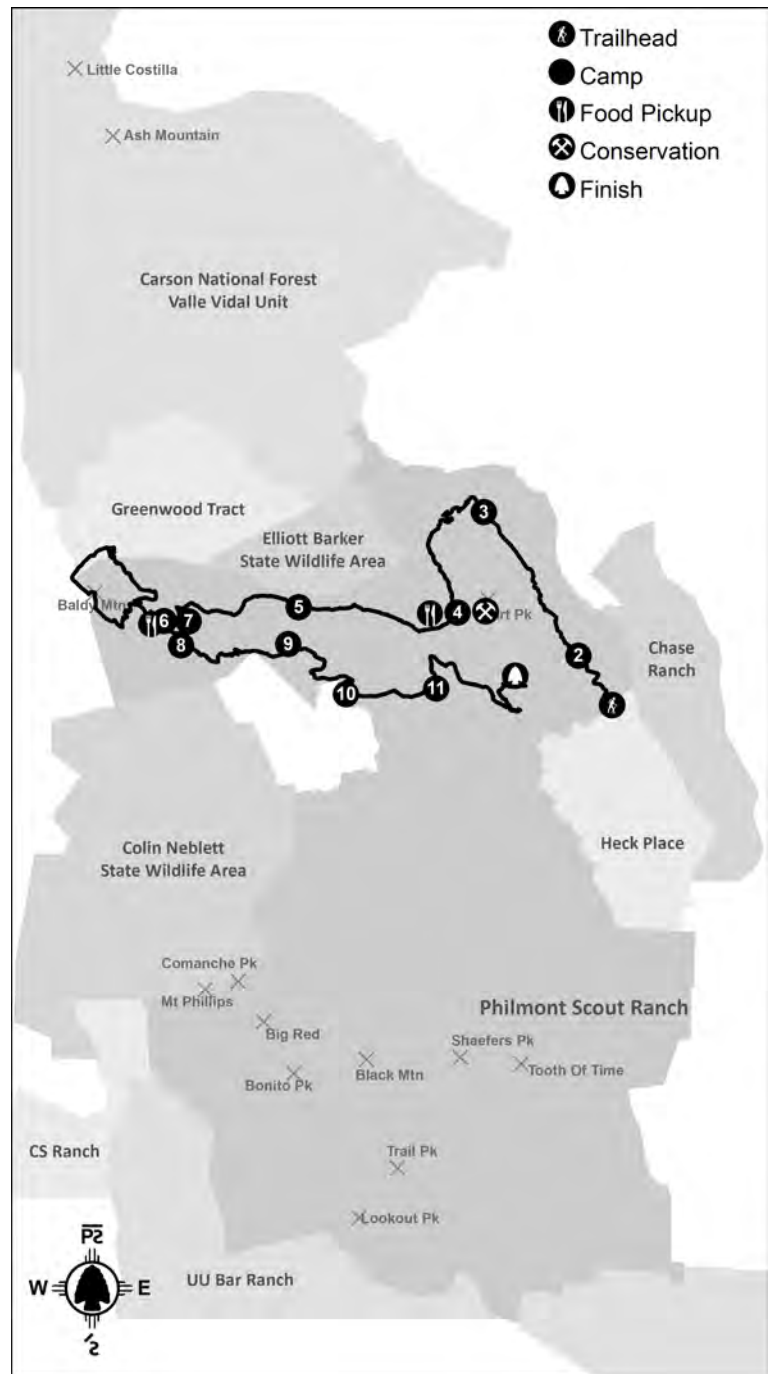 Trailhead
Camp
Food Pickup
Conservation
Finish
Little Costilla
Ash Mountain
Carson National Forest
Valle Vidal Unit
Greenwood Tract
Elliott Barker
State Wildlife Area
3
Baldy Mtn
6
7
5
4
rt Pk
8
9
2
Chase
Ranch
10
11
Heck Place
Colin Neblett
State Wildlife Area
Comanche Pk
Mt Phillips
Big Red
Philmont Scout Ranch
Shaefers Pk
Bonito Pk
Black Mtn
Tooth Of Time
CS Ranch
Trail Pk
Lookout Pk
W
E
UU Bar Ranch